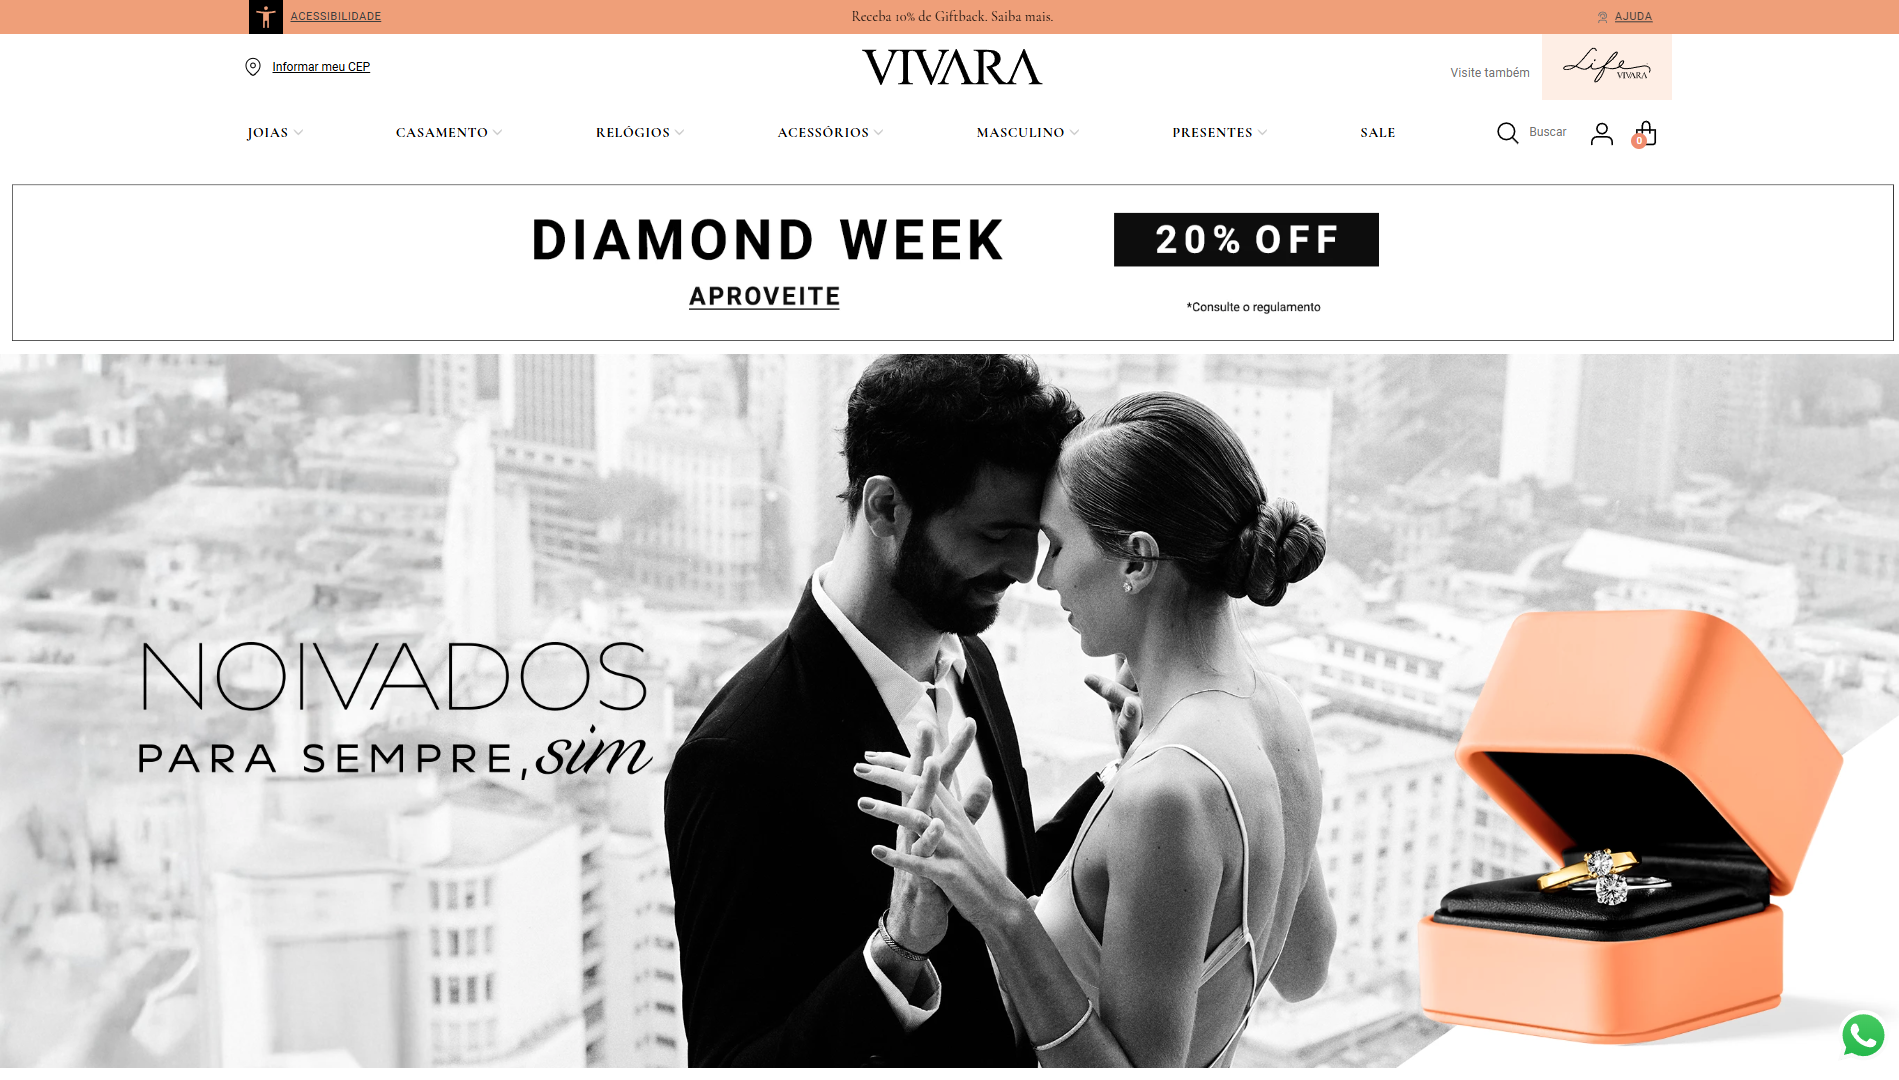 ACESSIBILIDADE
Receba 10% de Giftback. Saiba mais.
AJUDA
Informar meu CEP
VIVARA
Visite também
Life
VIVARA
JOIAS
CASAMENTO
RELÓGIOS
ACESSÓRIOS
MASCULINO
PRESENTES
SALE
Buscar
0
DIAMOND WEEK
20% OFF
APROVEITE
*Consulte o regulamento
NOIVADOS
PARA SEMPRE, sim